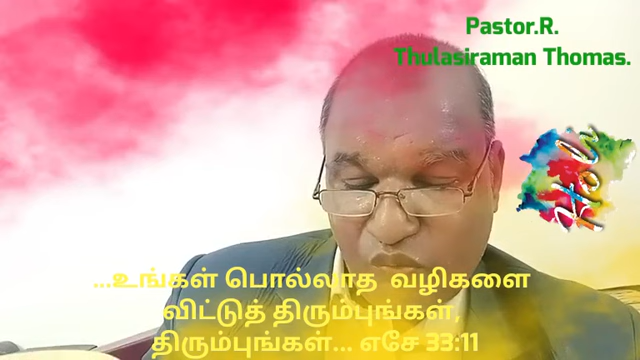 Pastor.R.
Thulasiraman Thomas.
...உங்கள் பொல்லாத வழிகளை
விட்டுத் திரும்புங்கள்,
திரும்புங்கள்... எசே 33:11